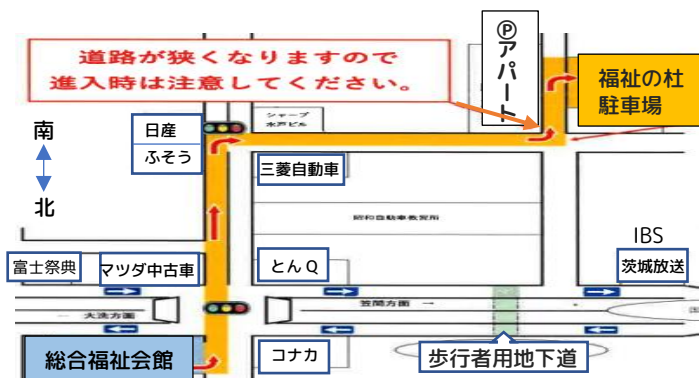 道路が狭くなりますので
進入時は注意してください。
Ⓟアパート
福祉の杜
駐車場
南
北
日産
ふそう
シャープ
水戸ビル
三菱自動車
昭和自動車教習所
IBS
茨城放送
富士祭典
マツダ中古車
とんQ
笠間方面 →
← 大洗方面
総合福祉会館
コナカ
歩行者用地下道